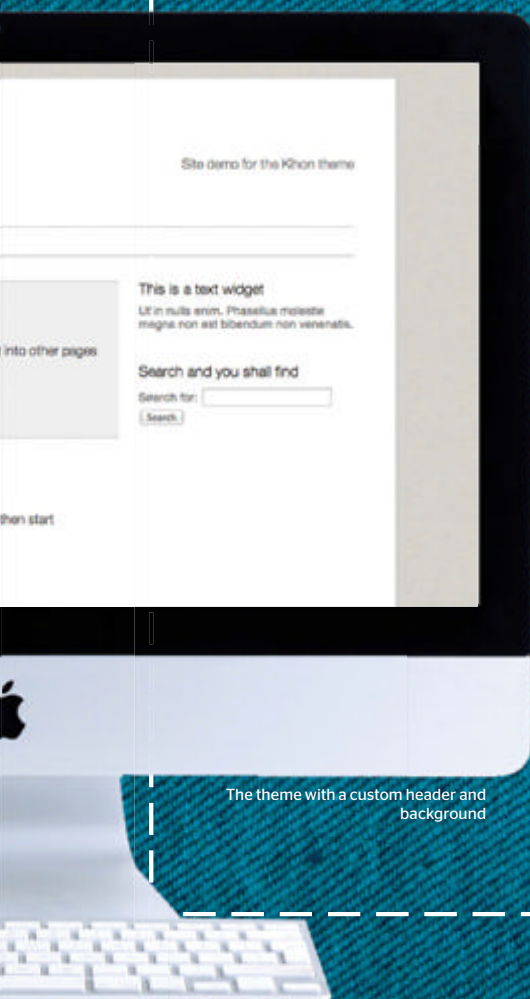 Site demo for the Kihon theme
This is a text widget
Ut in nulla enim. Phasellus molestie
magna non est bibendum non venenatis.
into other pages
Search and you shall find
Search for:
Search
then start
The theme with a custom header and
background